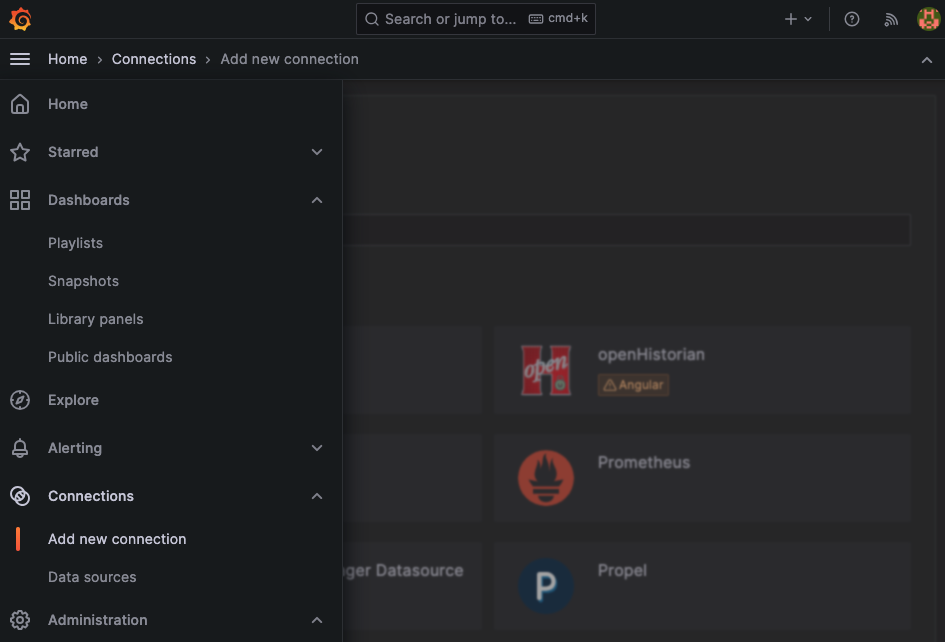 Search or jump to... cmd+k
Home › Connections › Add new connection
Home
Starred
Dashboards
Playlists
Snapshots
Library panels
Public dashboards
Explore
Alerting
Connections
Add new connection
Data sources
Administration
open H
openHistorian
Angular
Prometheus
ger Datasource
P
Propel